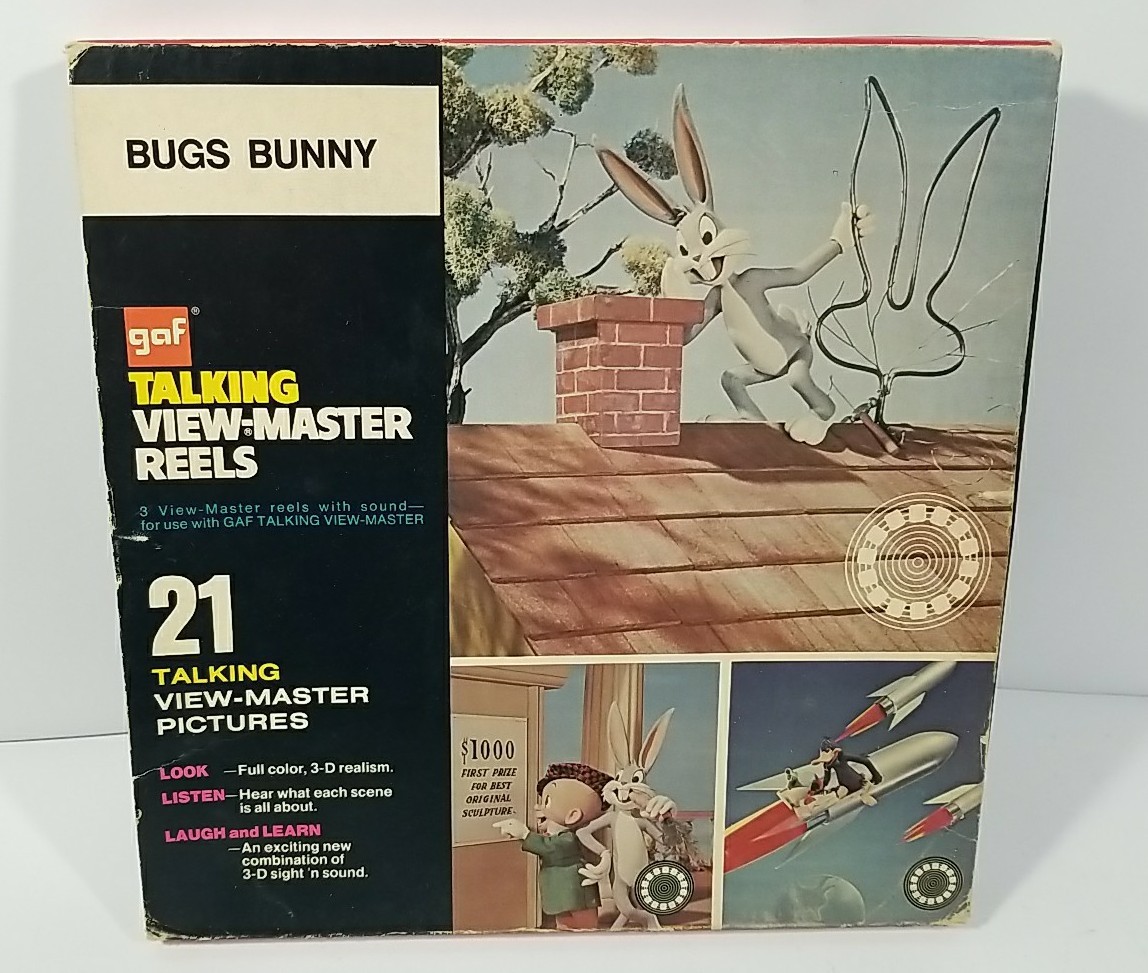 BUGS BUNNY
gaf®
TALKING
VIEW-MASTER®
REELS
3 View-Master reels with sound—
for use with GAF TALKING VIEW-MASTER
21
TALKING
VIEW-MASTER
PICTURES
LOOK —Full color, 3-D realism.
LISTEN—Hear what each scene
is all about.
LAUGH and LEARN
—An exciting new
combination of
3-D sight 'n sound.
$1000
FIRST PRIZE
FOR BEST
ORIGINAL
SCULPTURE